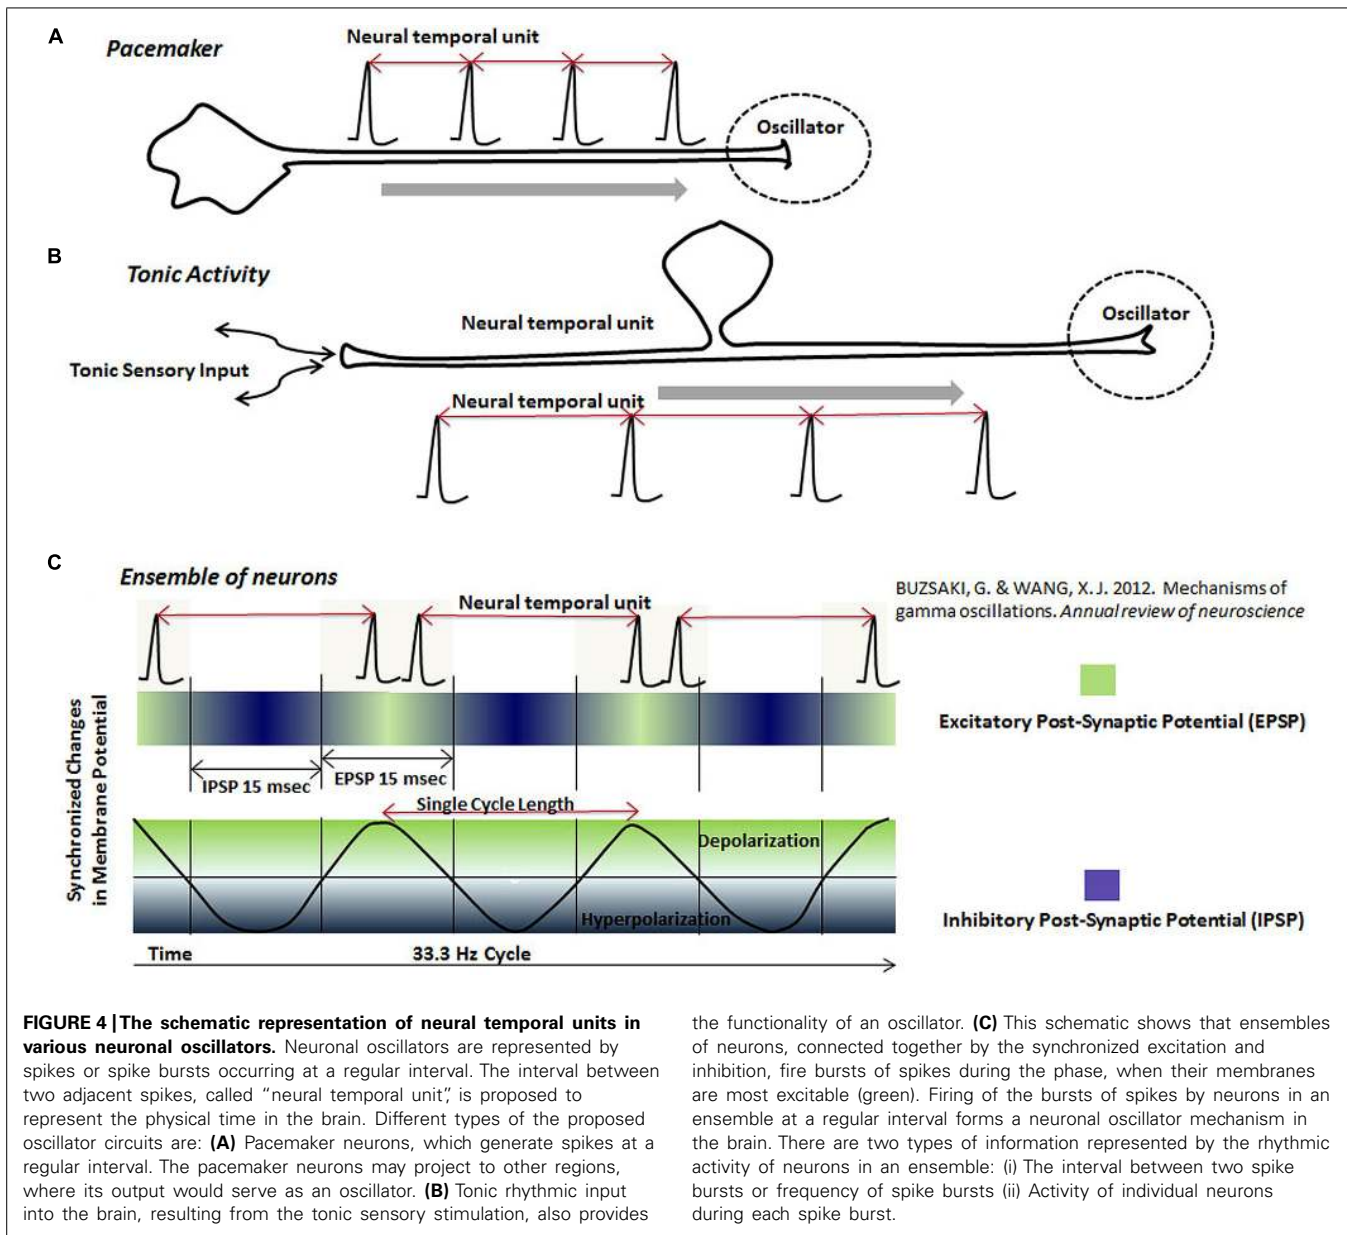 A
Pacemaker
Neural temporal unit
Oscillator
B
Tonic Activity
Neural temporal unit
Oscillator
Tonic Sensory Input
Neural temporal unit
C
Ensemble of neurons
Neural temporal unit
BUZSAKI, G. & WANG, X. J. 2012. Mechanisms of
gamma oscillations. Annual review of neuroscience
Synchronized Changes
in Membrane Potential
Excitatory Post-Synaptic Potential (EPSP)
IPSP 15 msec
EPSP 15 msec
Single Cycle Length
Depolarization
Hyperpolarization
Inhibitory Post-Synaptic Potential (IPSP)
Time
33.3 Hz Cycle
FIGURE 4 | The schematic representation of neural temporal units in
various neuronal oscillators. Neuronal oscillators are represented by
spikes or spike bursts occurring at a regular interval. The interval between
two adjacent spikes, called “neural temporal unit”, is proposed to
represent the physical time in the brain. Different types of the proposed
oscillator circuits are: (A) Pacemaker neurons, which generate spikes at a
regular interval. The pacemaker neurons may project to other regions,
where its output would serve as an oscillator. (B) Tonic rhythmic input
into the brain, resulting from the tonic sensory stimulation, also provides
the functionality of an oscillator. (C) This schematic shows that ensembles
of neurons, connected together by the synchronized excitation and
inhibition, fire bursts of spikes during the phase, when their membranes
are most excitable (green). Firing of the bursts of spikes by neurons in an
ensemble at a regular interval forms a neuronal oscillator mechanism in
the brain. There are two types of information represented by the rhythmic
activity of neurons in an ensemble: (i) The interval between two spike
bursts or frequency of spike bursts (ii) Activity of individual neurons
during each spike burst.